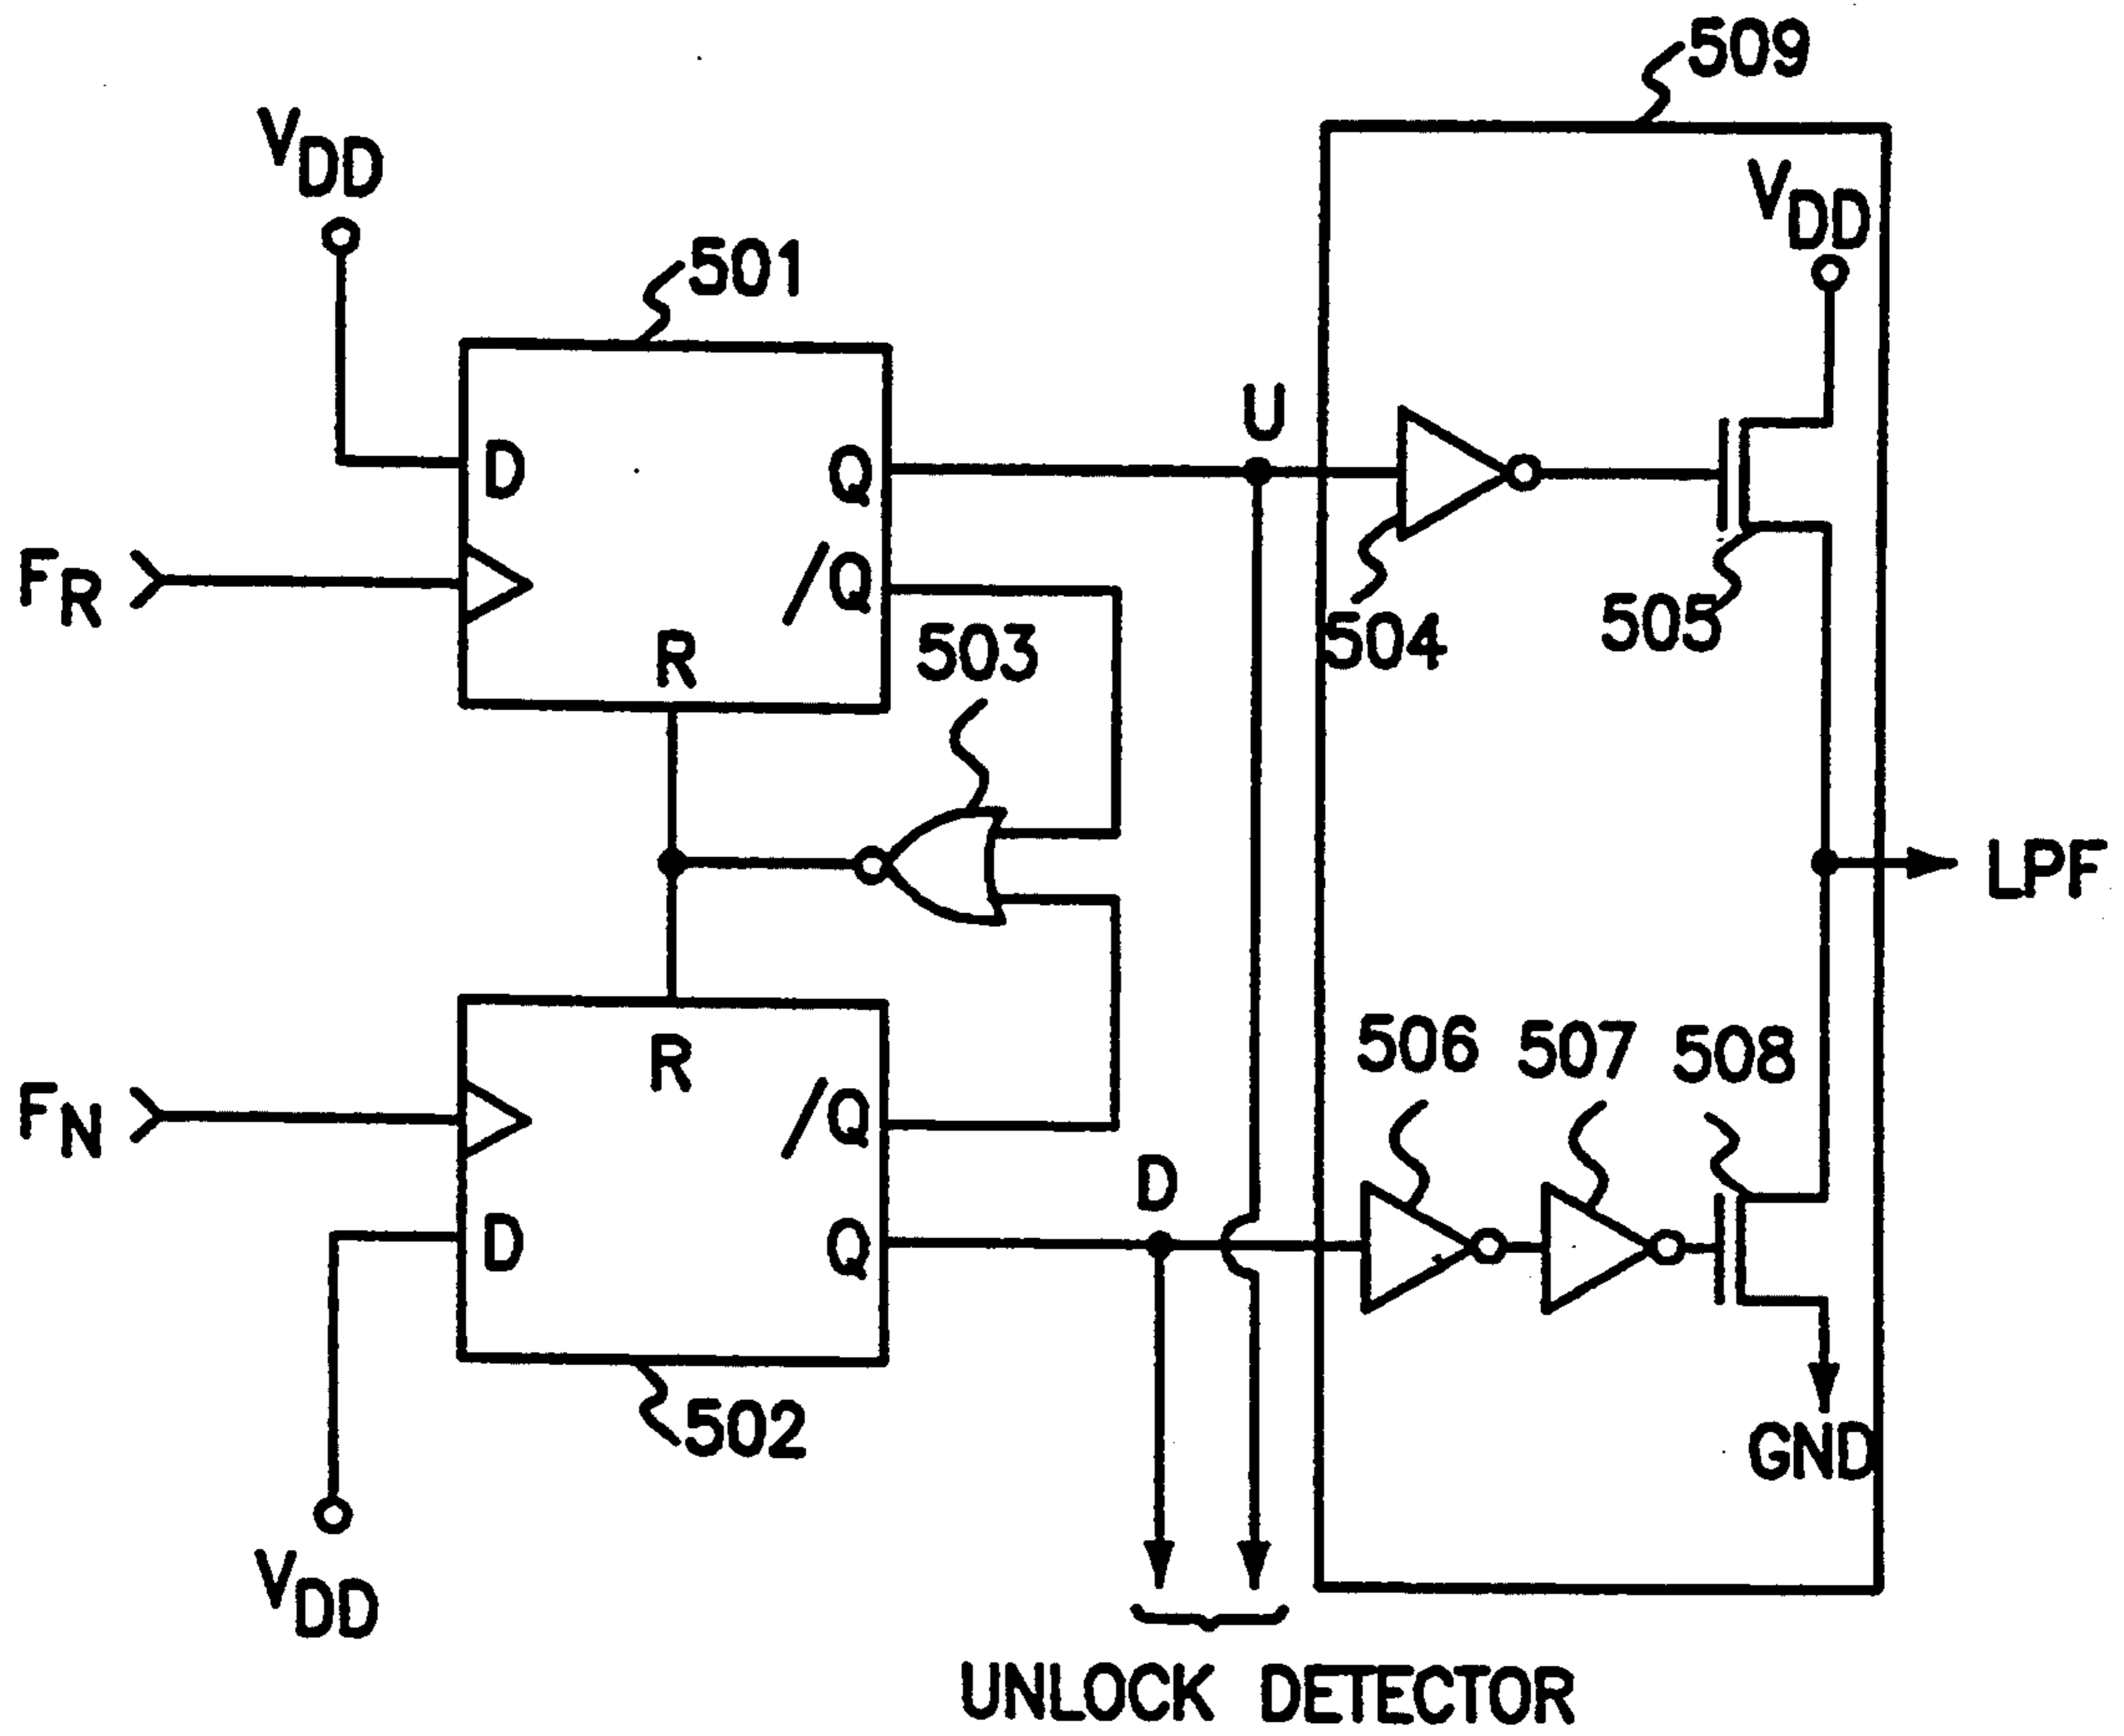 509
VDD
VDD
501
U
D
Q
FR
/Q
504
505
R
503
LPF
506
507
508
R
FN
/Q
D
D
Q
502
GND
VDD
UNLOCK DETECTOR